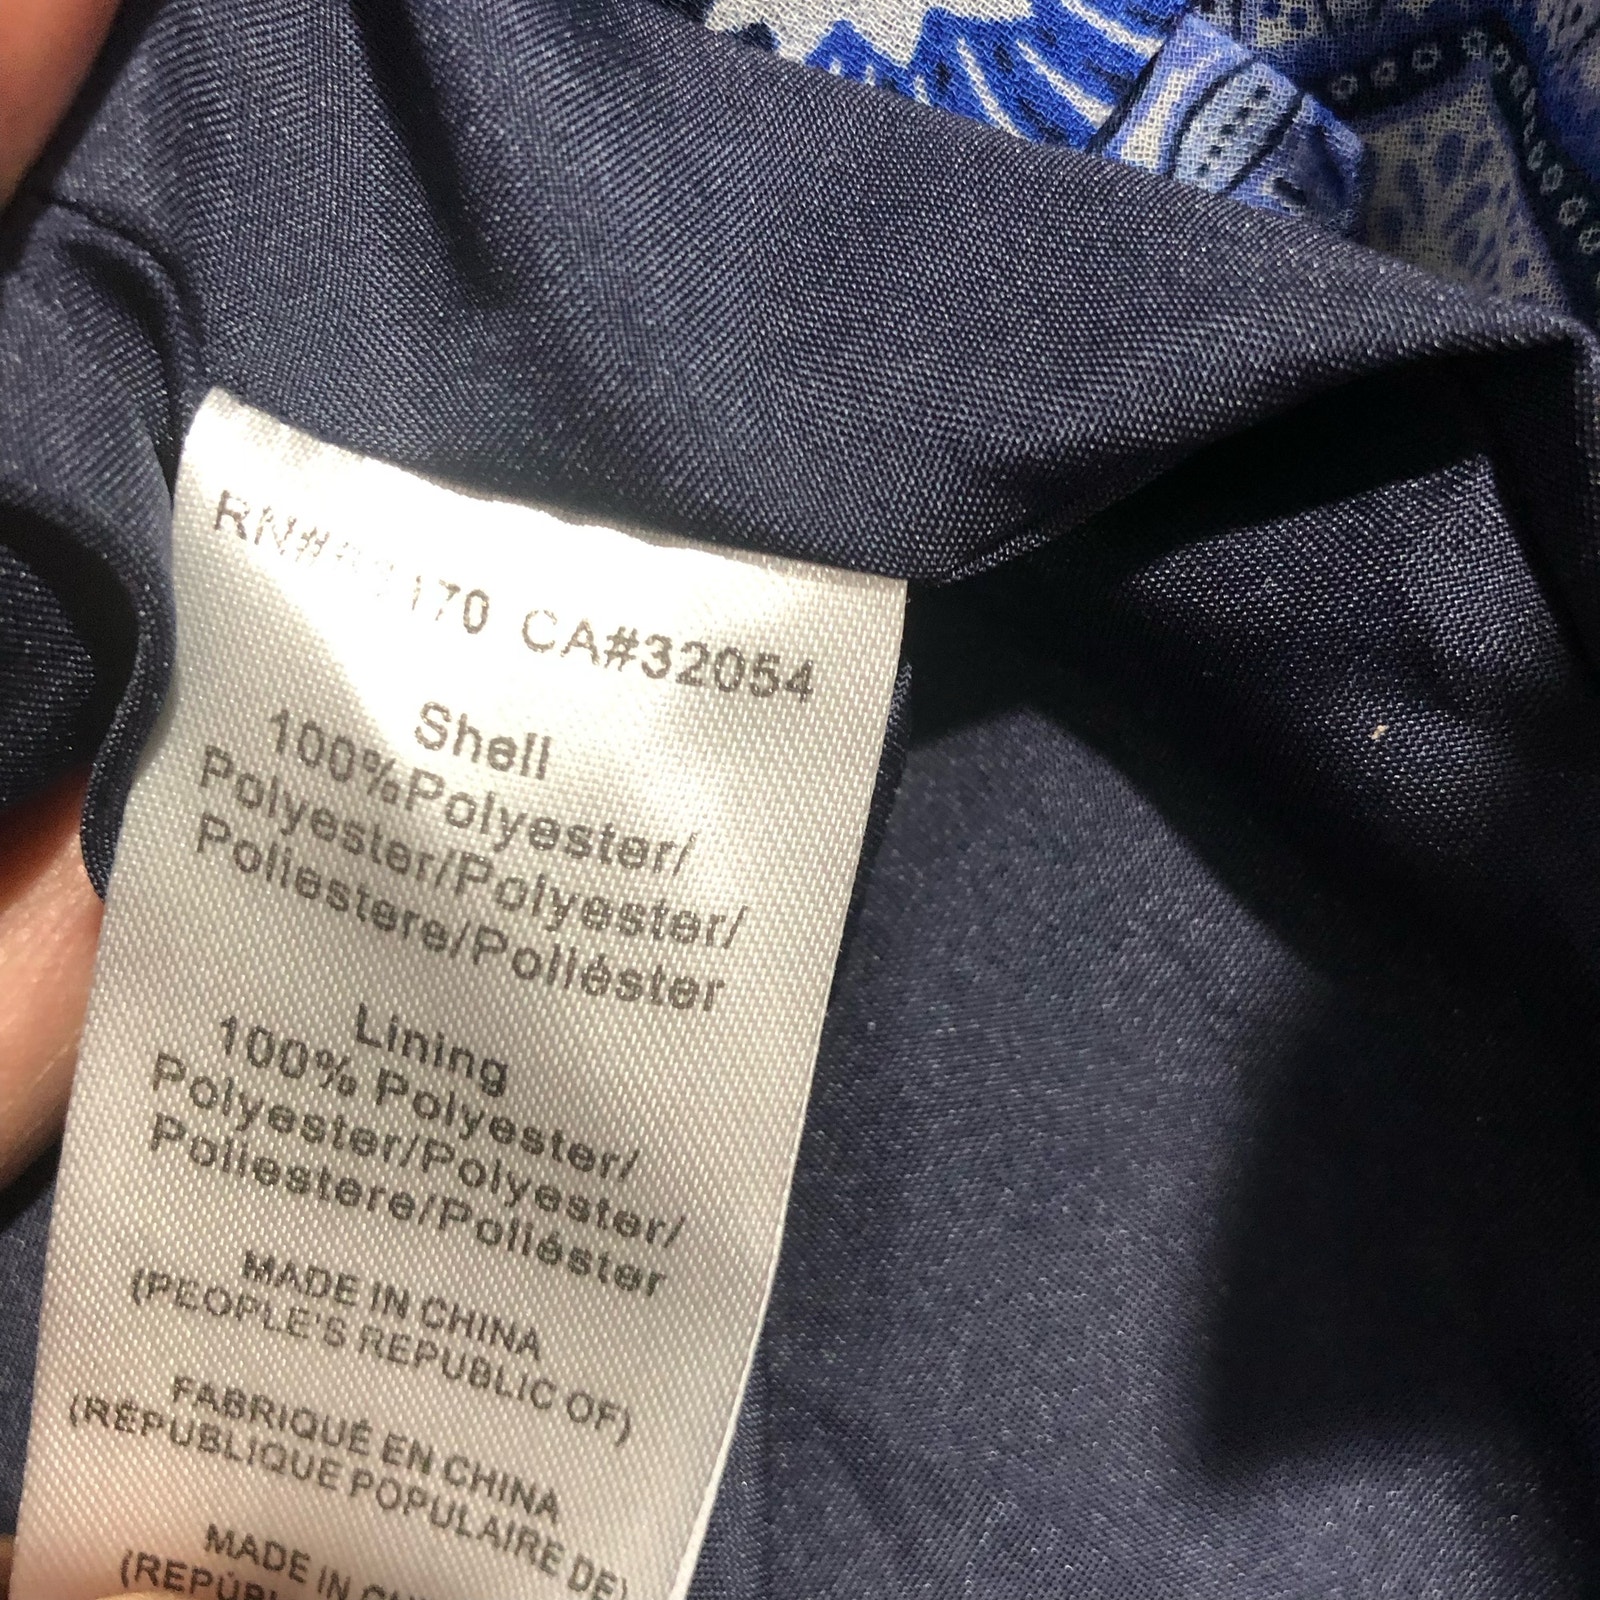 CA#32054
Shell
100%Polyester/
Polyester/Polyester/
Poliestere/Poliéster
Lining
100% Polyester/
Polyester/Polyester/
Poliestere/Poliéster
MADE IN CHINA
(PEOPLE'S REPUBLIC OF)
FABRIQUÉ EN CHINA
(RÉPUBLIQUE POPULAIRE DE)
MADE IN